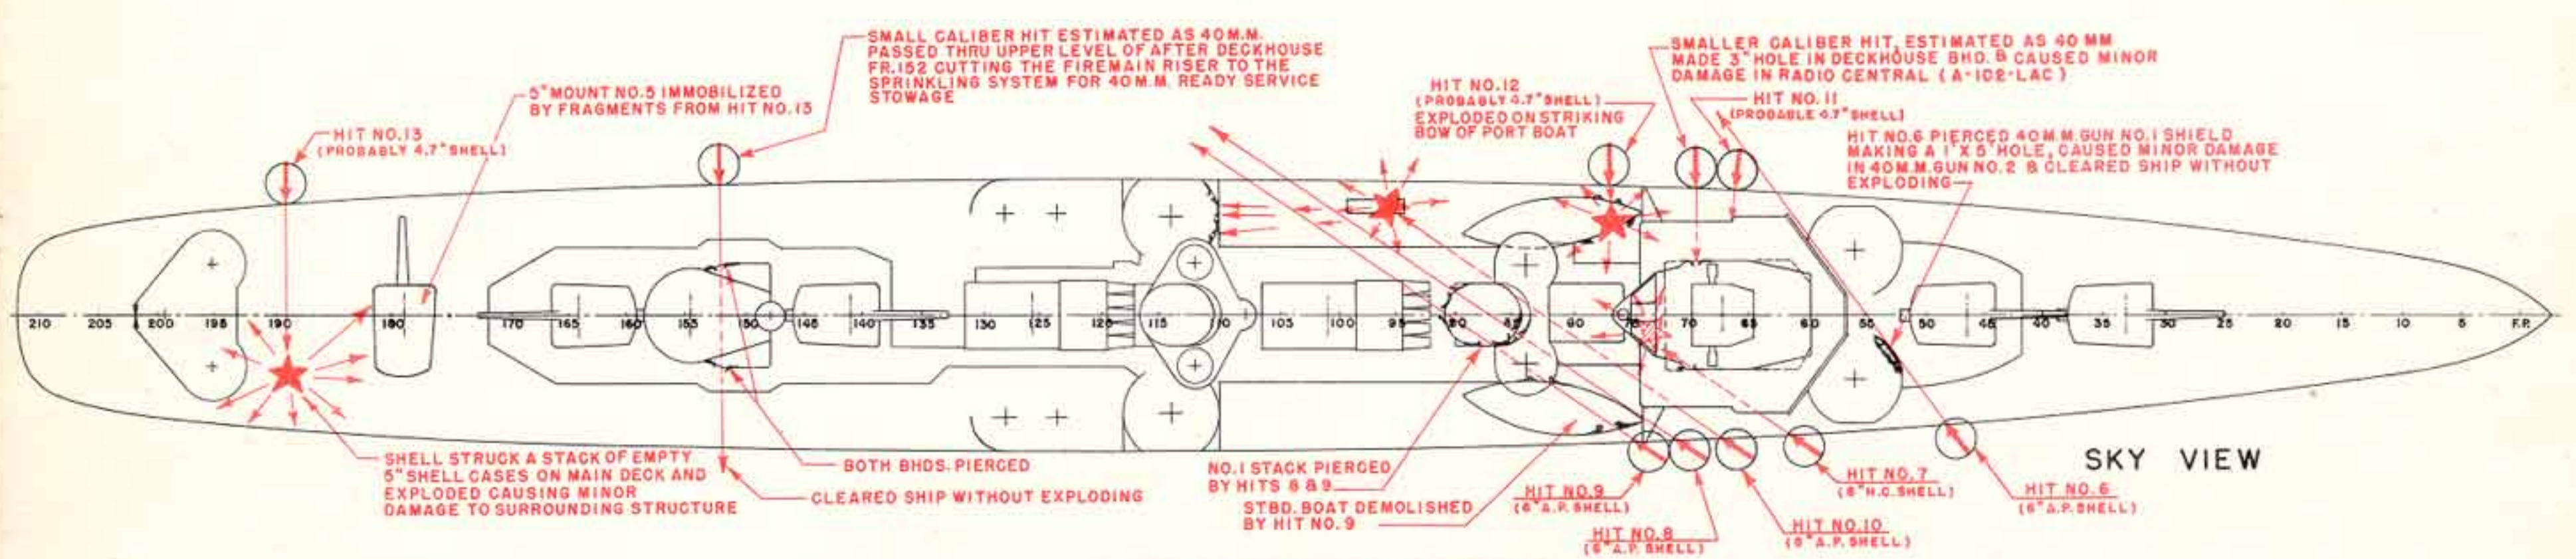 SMALL CALIBER HIT ESTIMATED AS 40M.M.
PASSED THRU UPPER LEVEL OF AFTER DECKHOUSE
FR.152 CUTTING THE FIREMAIN RISER TO THE
SPRINKLING SYSTEM FOR 40M.M. READY SERVICE
STOWAGE
5" MOUNT NO.5 IMMOBILIZED
BY FRAGMENTS FROM HIT NO.13
HIT NO.13
(PROBABLY 4.7" SHELL)
HIT NO.12
(PROBABLY 4.7" SHELL)
EXPLODED ON STRIKING
BOW OF PORT BOAT
SMALLER CALIBER HIT, ESTIMATED AS 40 MM
MADE 3" HOLE IN DECKHOUSE BHD. & CAUSED MINOR
DAMAGE IN RADIO CENTRAL (A-102-LAC)
HIT NO.11
(PROBABLE 4.7" SHELL)
HIT NO.6 PIERCED 40M.M. GUN NO.1 SHIELD
MAKING A 1' X 5' HOLE, CAUSED MINOR DAMAGE
IN 40M.M. GUN NO.2 & CLEARED SHIP WITHOUT
EXPLODING
210 205 200 195 190 180 170 165 160 155 150 145 140 130 125 120 115 110 105 100 95 90 85 80 75 70 65 60 55 50 45 40 35 30 25 20 15 10 5 F.P.
SHELL STRUCK A STACK OF EMPTY
5" SHELL CASES ON MAIN DECK AND
EXPLODED CAUSING MINOR
DAMAGE TO SURROUNDING STRUCTURE
BOTH BHDS. PIERCED
CLEARED SHIP WITHOUT EXPLODING
NO.1 STACK PIERCED
BY HITS 8 & 9
STBD. BOAT DEMOLISHED
BY HIT NO.9
HIT NO.9
(6" A.P. SHELL)
HIT NO.8
(6" A.P. SHELL)
HIT NO.10
(6" A.P. SHELL)
HIT NO.7
(6" H.C. SHELL)
HIT NO.6
(6" A.P. SHELL)
SKY VIEW